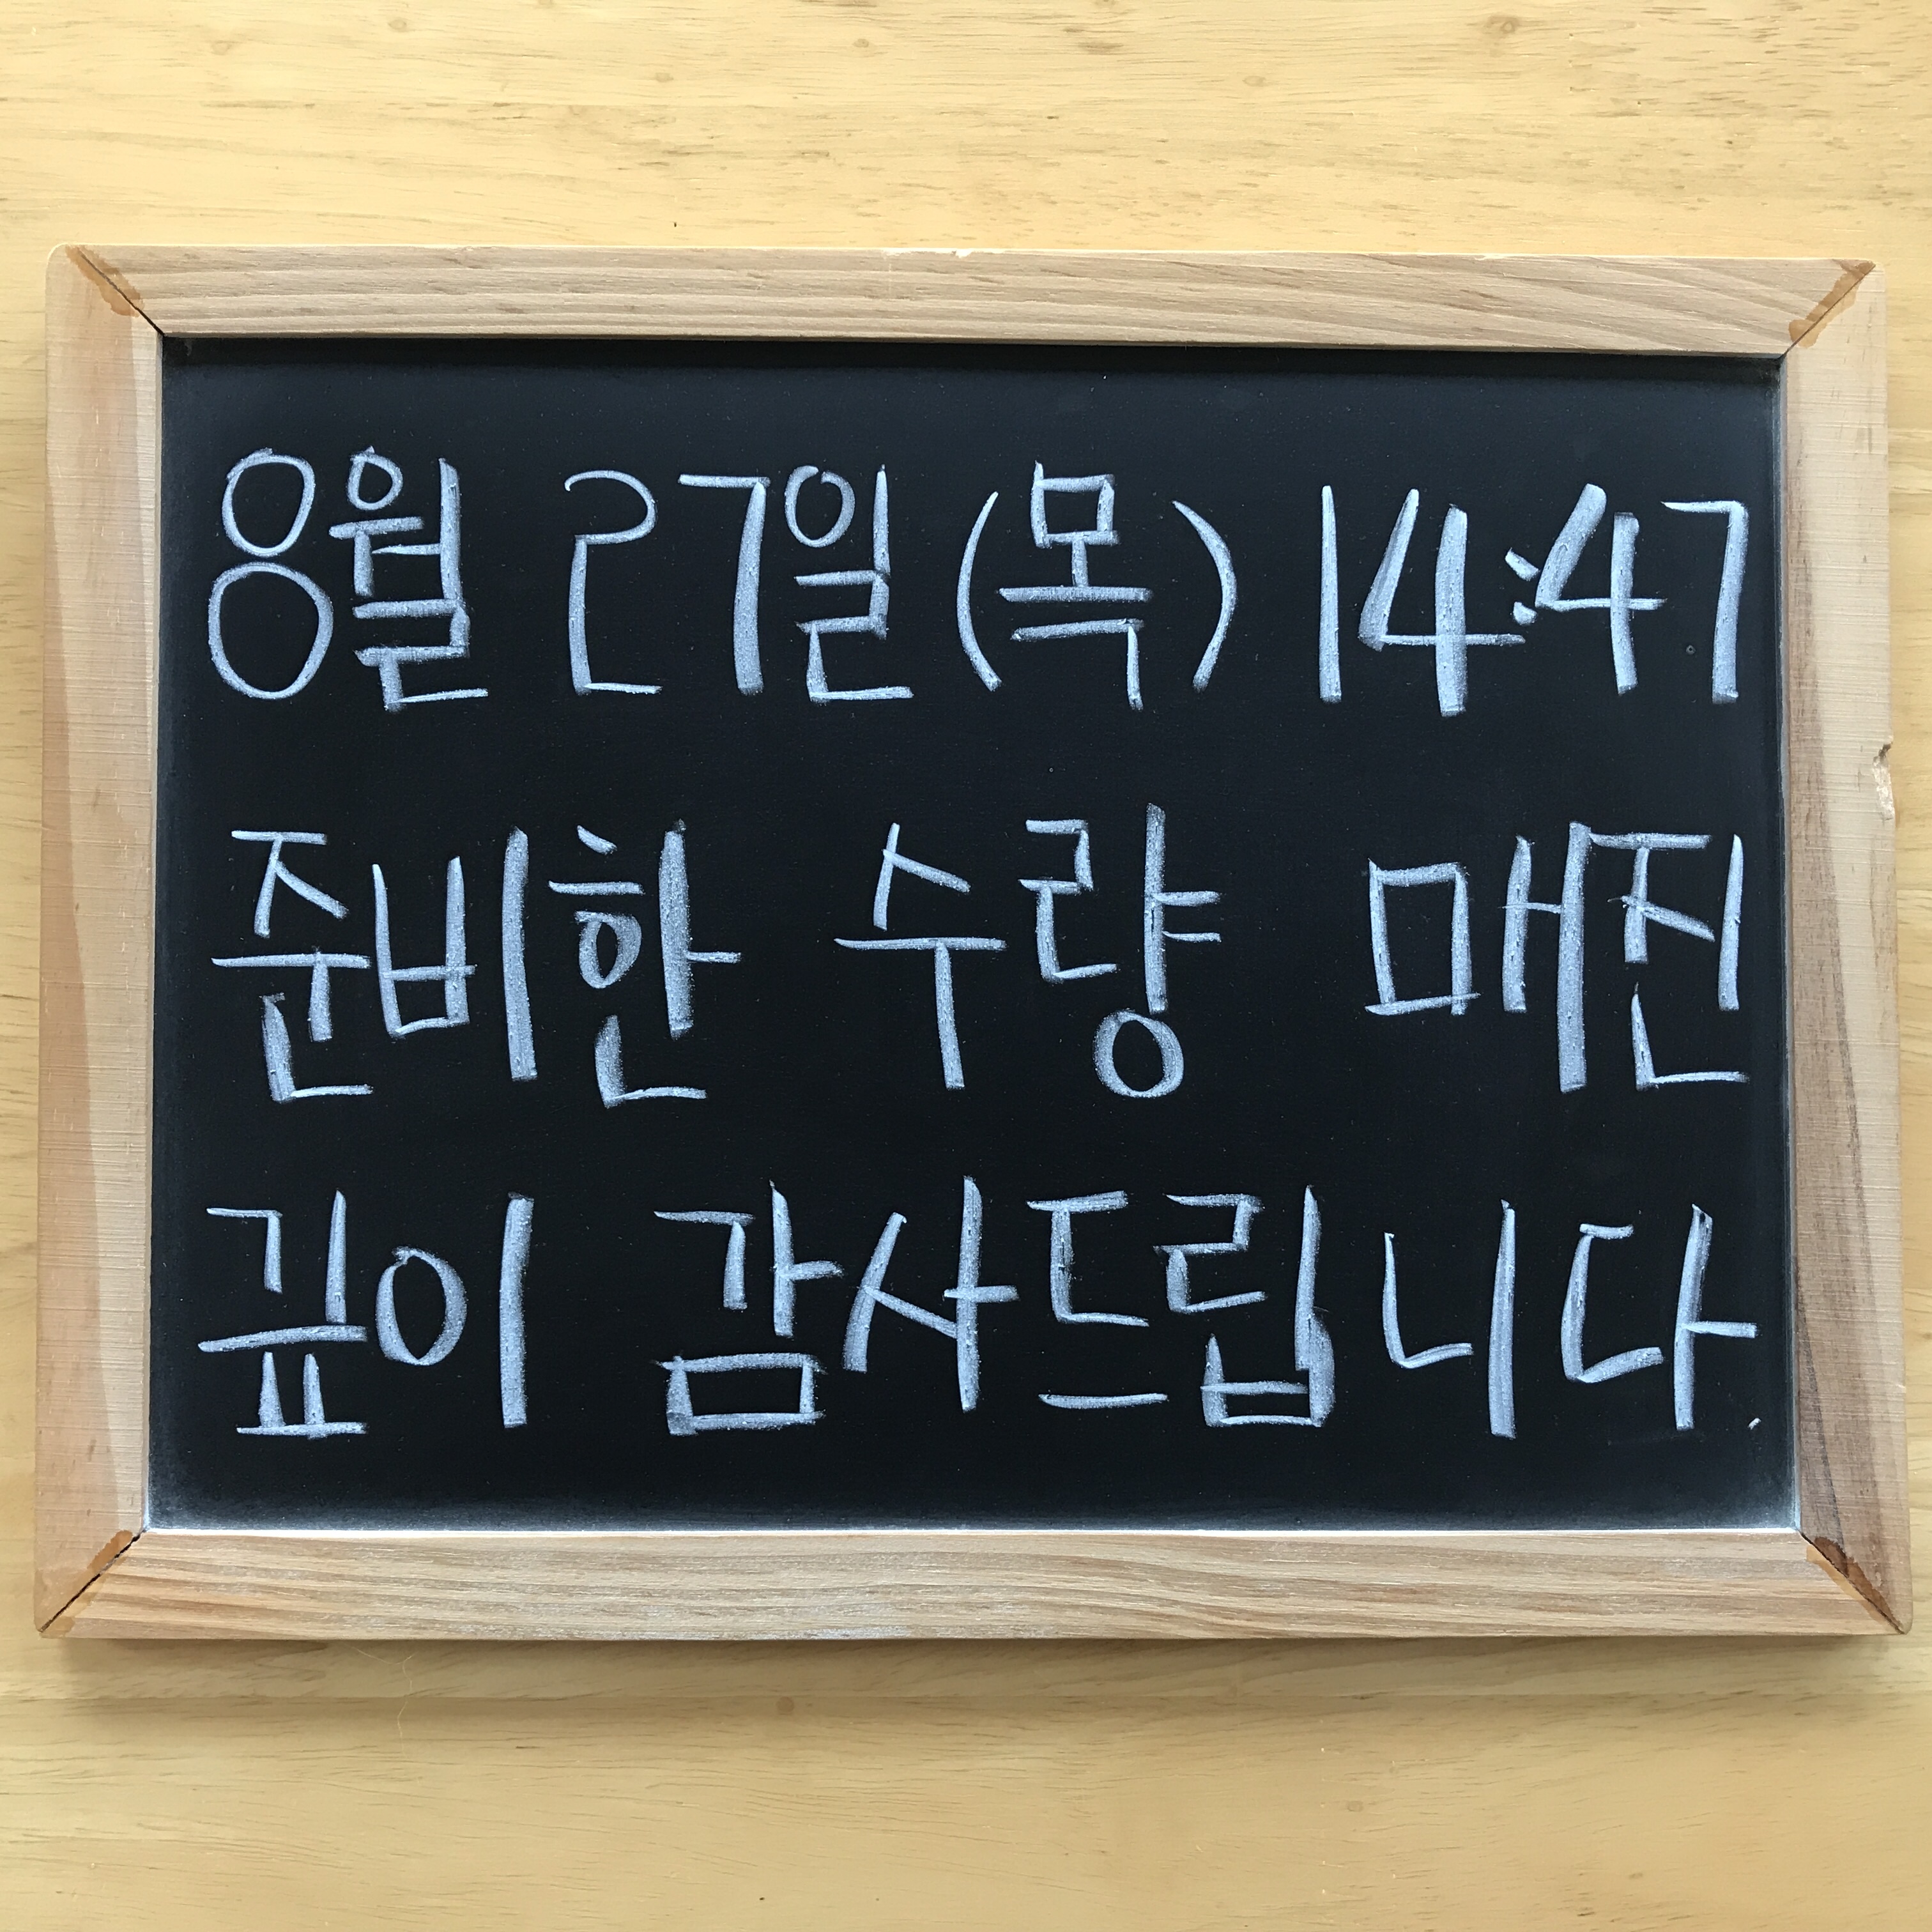 8월 27일(목) 14:47
준비한 수량 매진
깊이 감사드립니다.